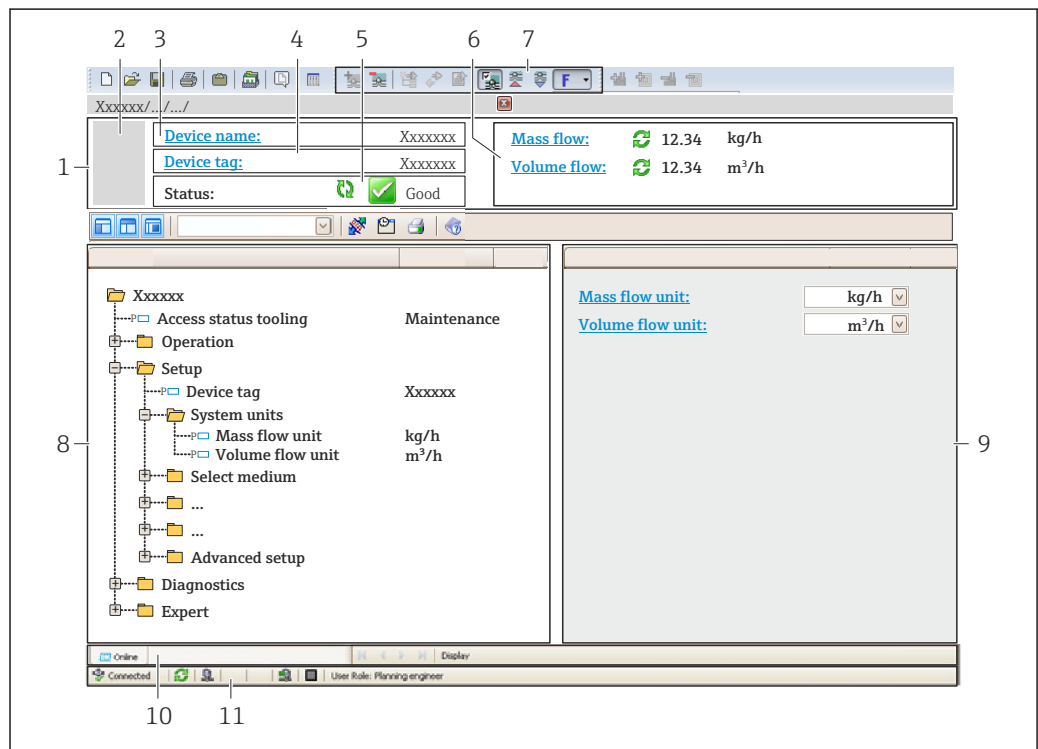 2 3 4 5 6 7
F
Xxxxxx/.../.../
1
Device name: Xxxxxxx
Device tag: Xxxxxxx
Status: Good
Mass flow: 12.34 kg/h
Volume flow: 12.34 m³/h
Xxxxxx
P Access status tooling Maintenance
Operation
Setup
P Device tag Xxxxxx
System units
P Mass flow unit kg/h
P Volume flow unit m³/h
Select medium
...
...
Advanced setup
Diagnostics
Expert
8
Mass flow unit: kg/h
Volume flow unit: m³/h
9
Online Display
Connected User Role: Planning engineer
10 11